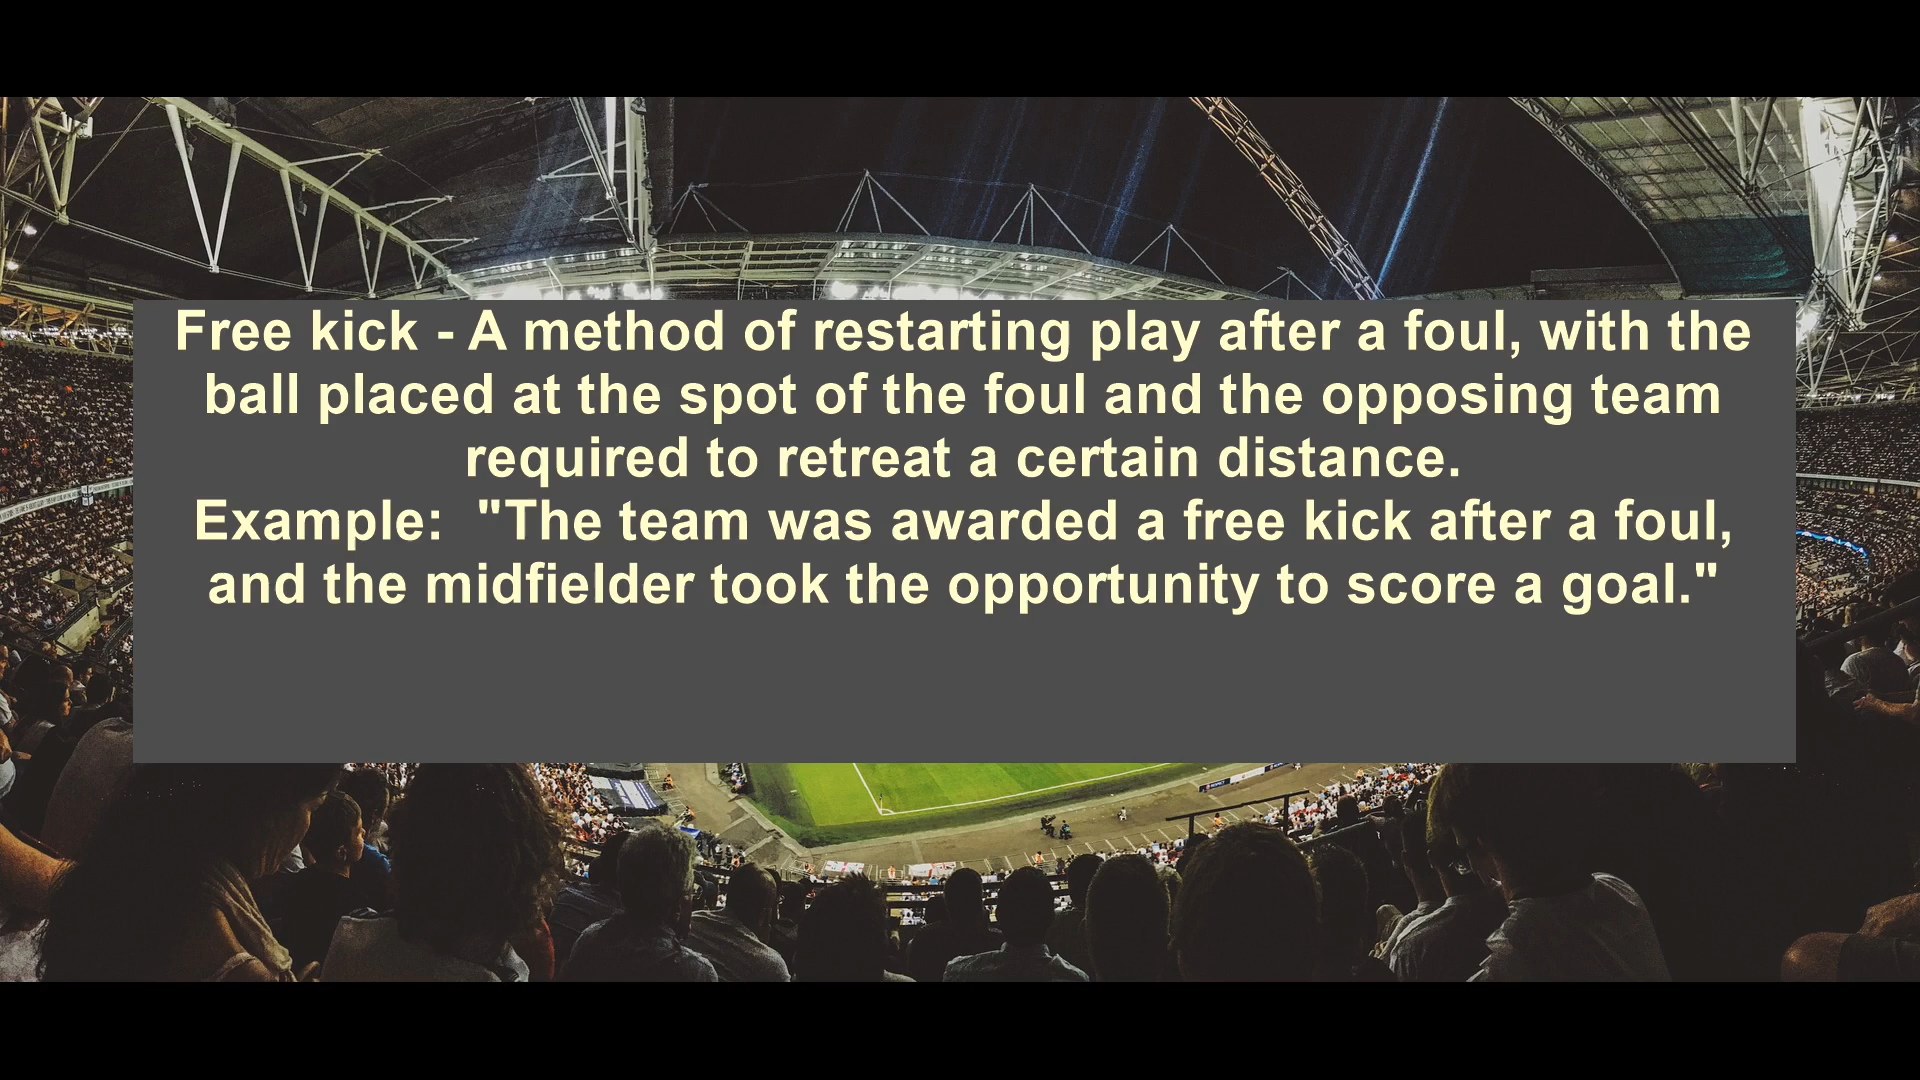 Free kick - A method of restarting play after a foul, with the
ball placed at the spot of the foul and the opposing team
required to retreat a certain distance.
Example:  "The team was awarded a free kick after a foul,
and the midfielder took the opportunity to score a goal."